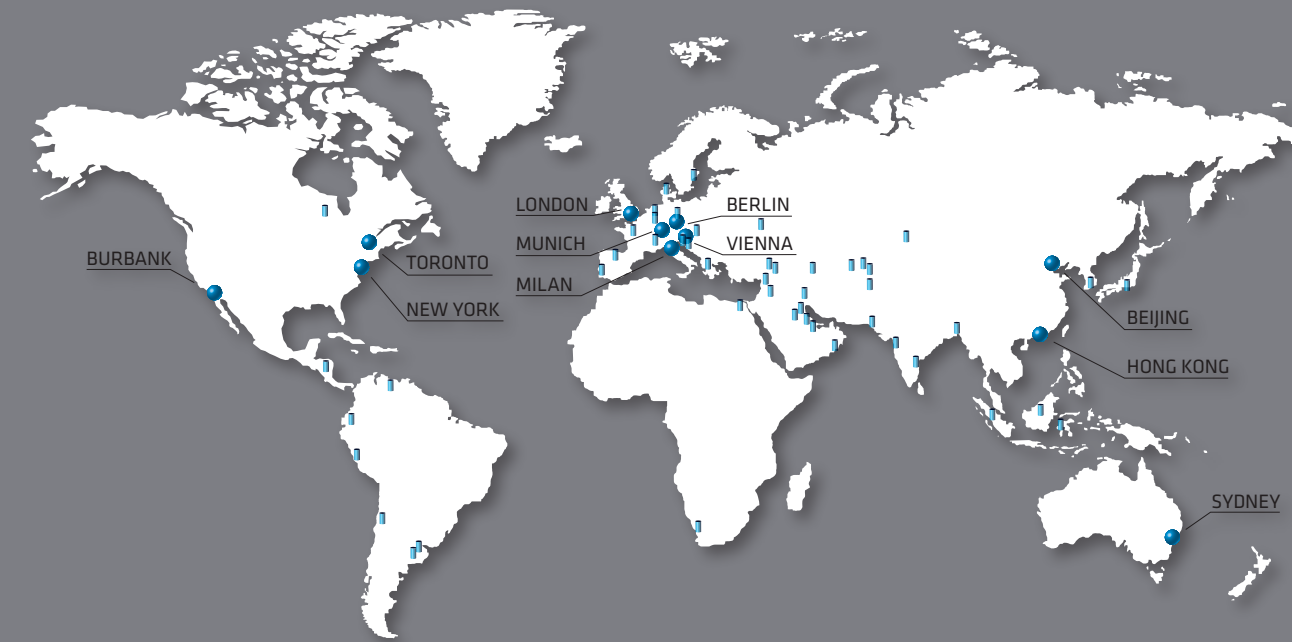 LONDON
BERLIN
MUNICH
VIENNA
BURBANK
TORONTO
MILAN
NEW YORK
BEIJING
HONG KONG
SYDNEY